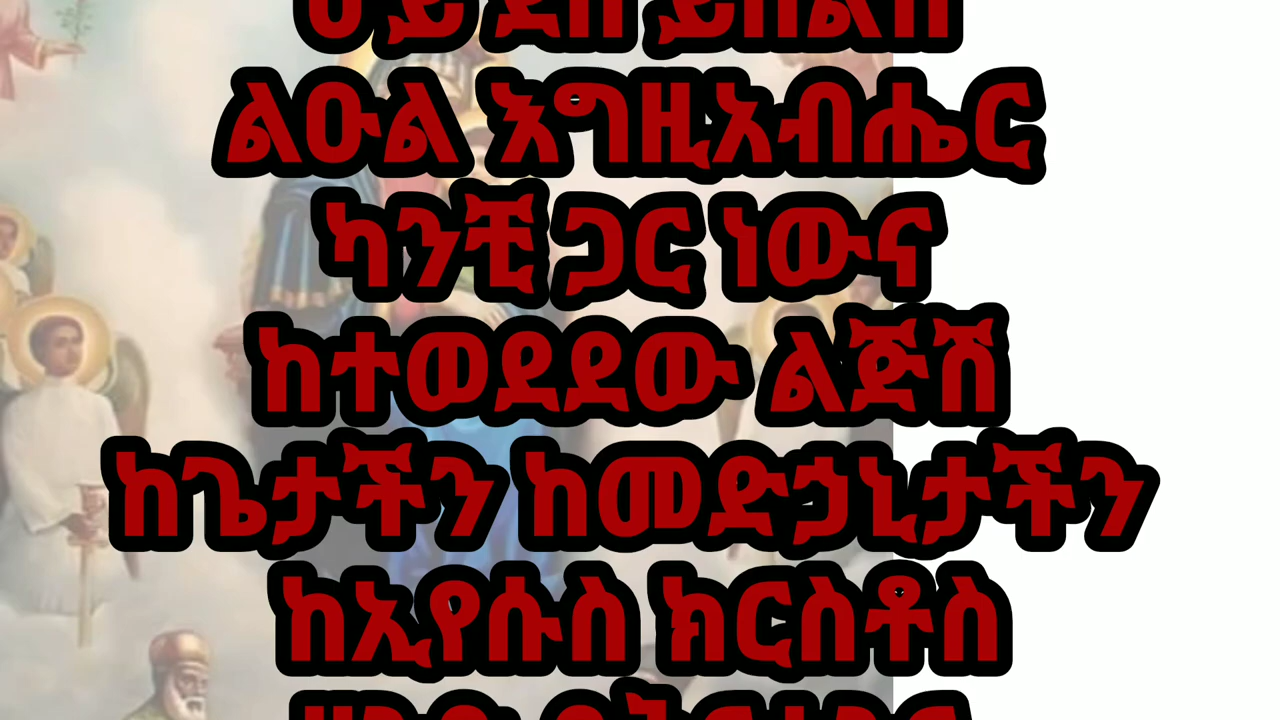 ልዑል እግዚአብሔር
ካንቺ ጋር ነውና
ከተወደደው ልጅሽ
ከጌታችን ከመድኃኒታችን
ከኢየሱስ ክርስቶስ